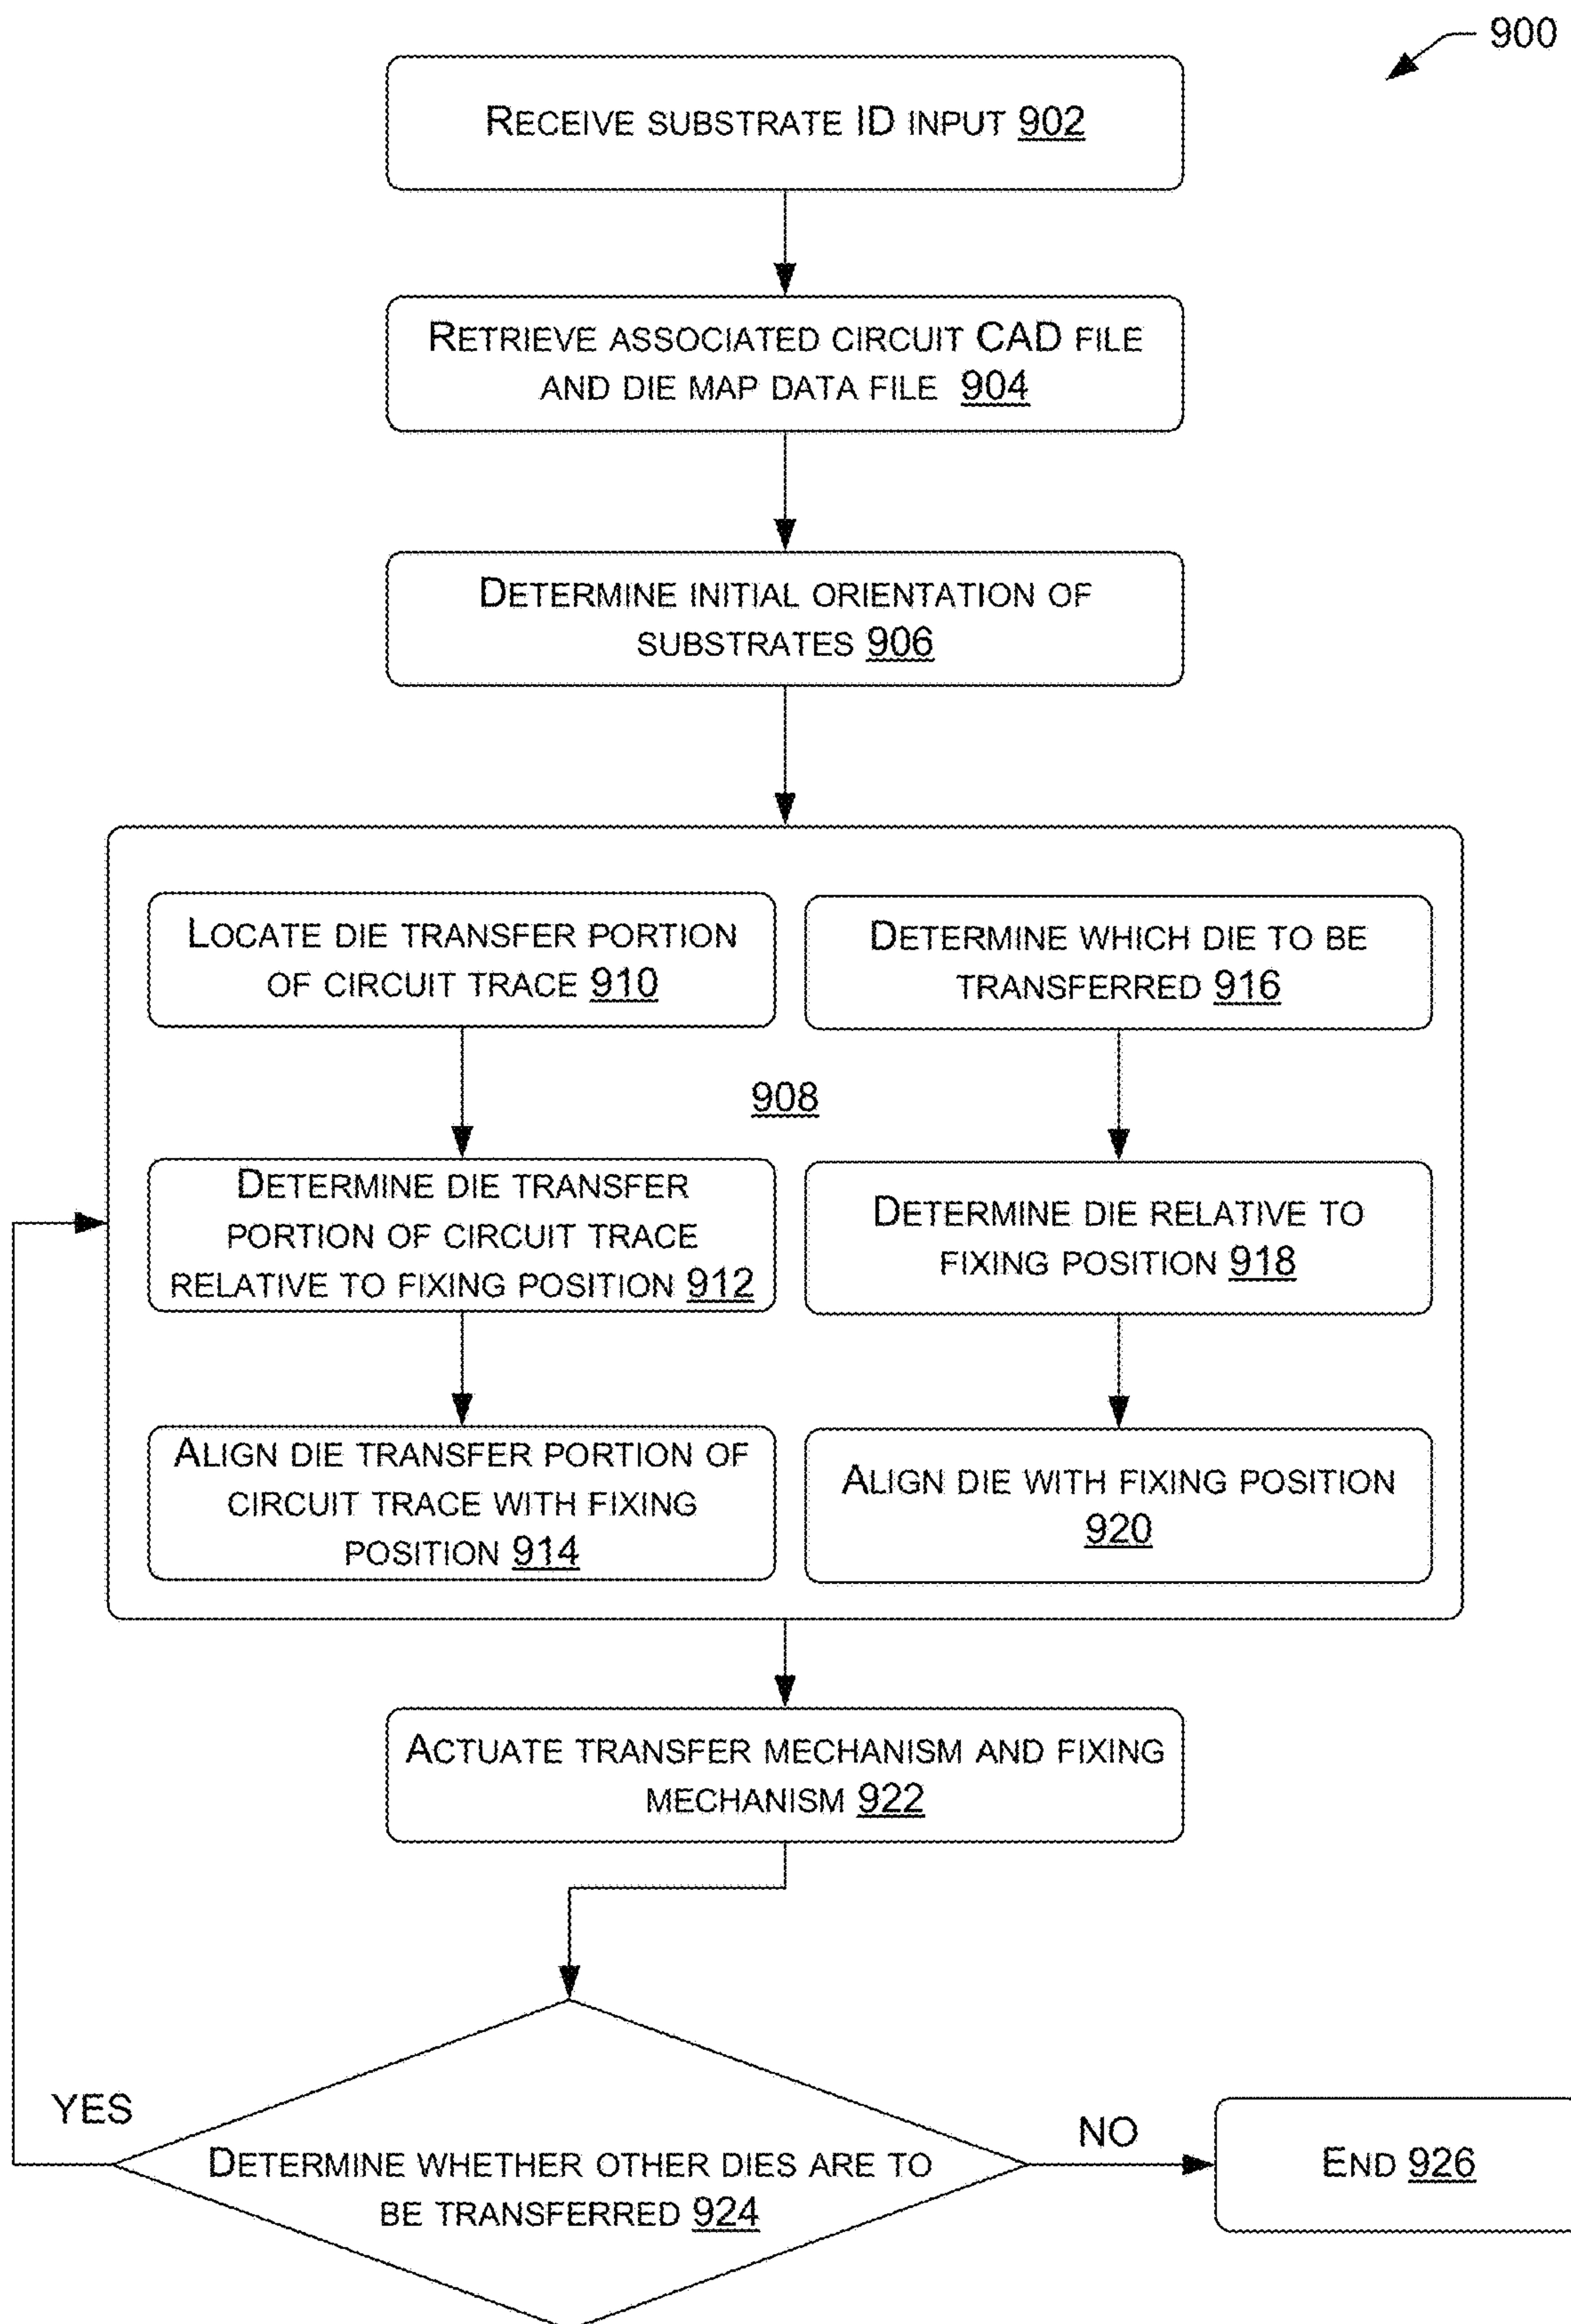 900
RECEIVE SUBSTRATE ID INPUT 902
RETRIEVE ASSOCIATED CIRCUIT CAD FILE
AND DIE MAP DATA FILE 904
DETERMINE INITIAL ORIENTATION OF
SUBSTRATES 906
LOCATE DIE TRANSFER PORTION
OF CIRCUIT TRACE 910
DETERMINE WHICH DIE TO BE
TRANSFERRED 916
908
DETERMINE DIE TRANSFER
PORTION OF CIRCUIT TRACE
RELATIVE TO FIXING POSITION 912
DETERMINE DIE RELATIVE TO
FIXING POSITION 918
ALIGN DIE TRANSFER PORTION OF
CIRCUIT TRACE WITH FIXING
POSITION 914
ALIGN DIE WITH FIXING POSITION
920
ACTUATE TRANSFER MECHANISM AND FIXING
MECHANISM 922
YES
DETERMINE WHETHER OTHER DIES ARE TO
BE TRANSFERRED 924
NO
END 926